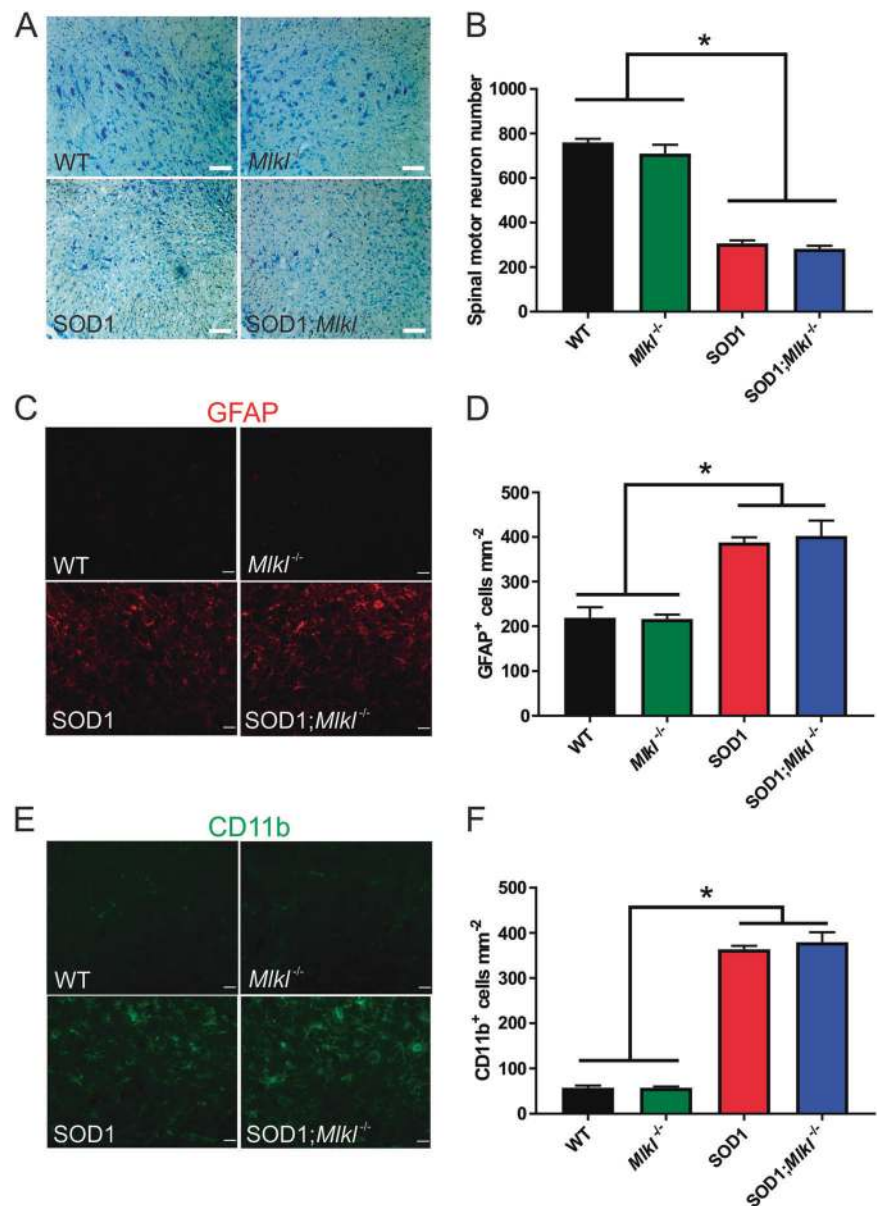 A
WT
Mlkl-/-
SOD1
SOD1;Mlkl
B
*
Spinal motor neuron number
1000
800
600
400
200
0
WT
Mlkl-/-
SOD1
SOD1;Mlkl-/-
C
GFAP
WT
Mlkl-/-
SOD1
SOD1;Mlkl-/-
D
*
GFAP+ cells mm-2
500
400
300
200
100
0
WT
Mlkl-/-
SOD1
SOD1;Mlkl-/-
E
CD11b
WT
Mlkl-/-
SOD1
SOD1;Mlkl-/-
F
*
CD11b+ cells mm-2
500
400
300
200
100
0
WT
Mlkl-/-
SOD1
SOD1;Mlkl-/-